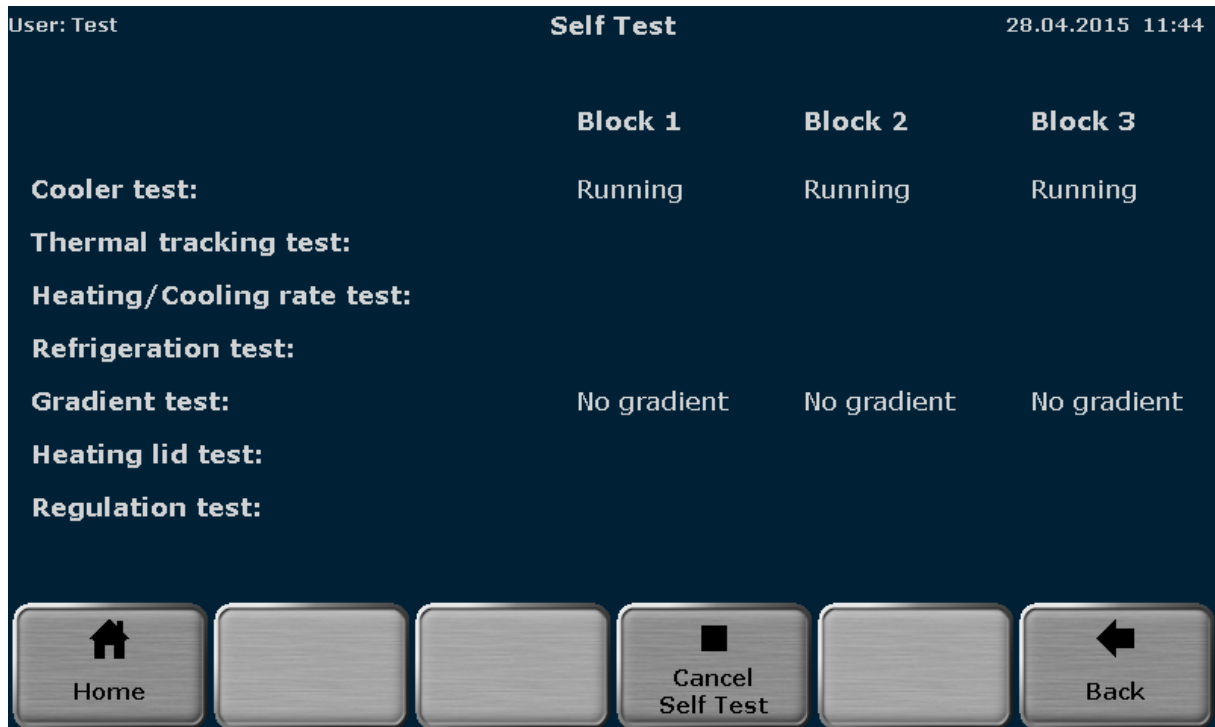 User: Test Self Test 28.04.2015 11:44
Block 1 Block 2 Block 3
Cooler test: Running Running Running
Thermal tracking test:
Heating/Cooling rate test:
Refrigeration test:
Gradient test: No gradient No gradient No gradient
Heating lid test:
Regulation test:
Home
Cancel
Self Test
Back